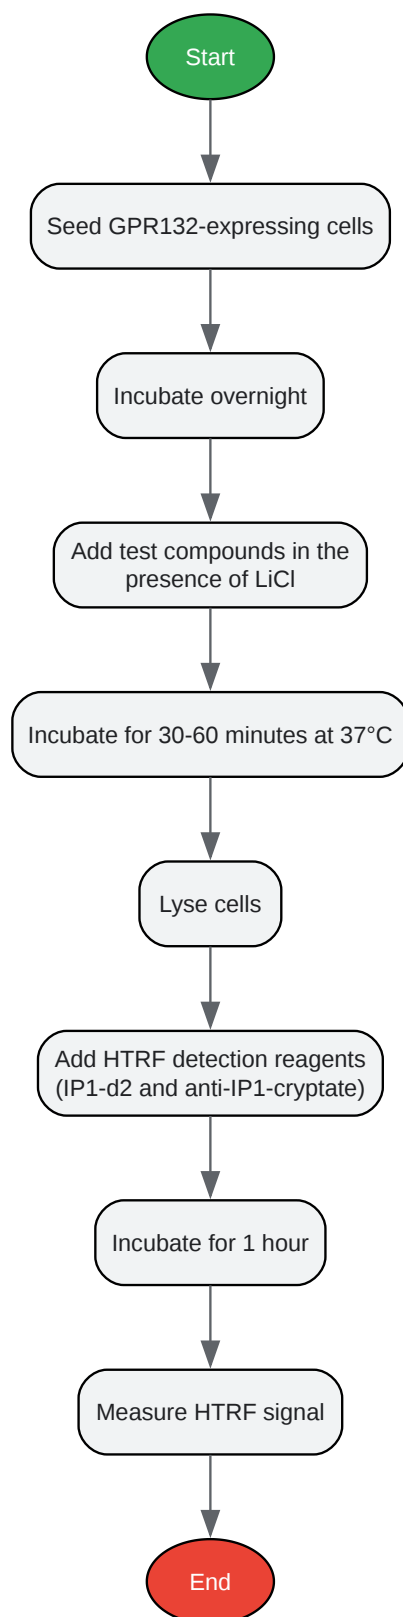 Start
Seed GPR132-expressing cells
Incubate overnight
Add test compounds in the
presence of LiCl
Incubate for 30-60 minutes at 37°C
Lyse cells
Add HTRF detection reagents
(IP1-d2 and anti-IP1-cryptate)
Incubate for 1 hour
Measure HTRF signal
End